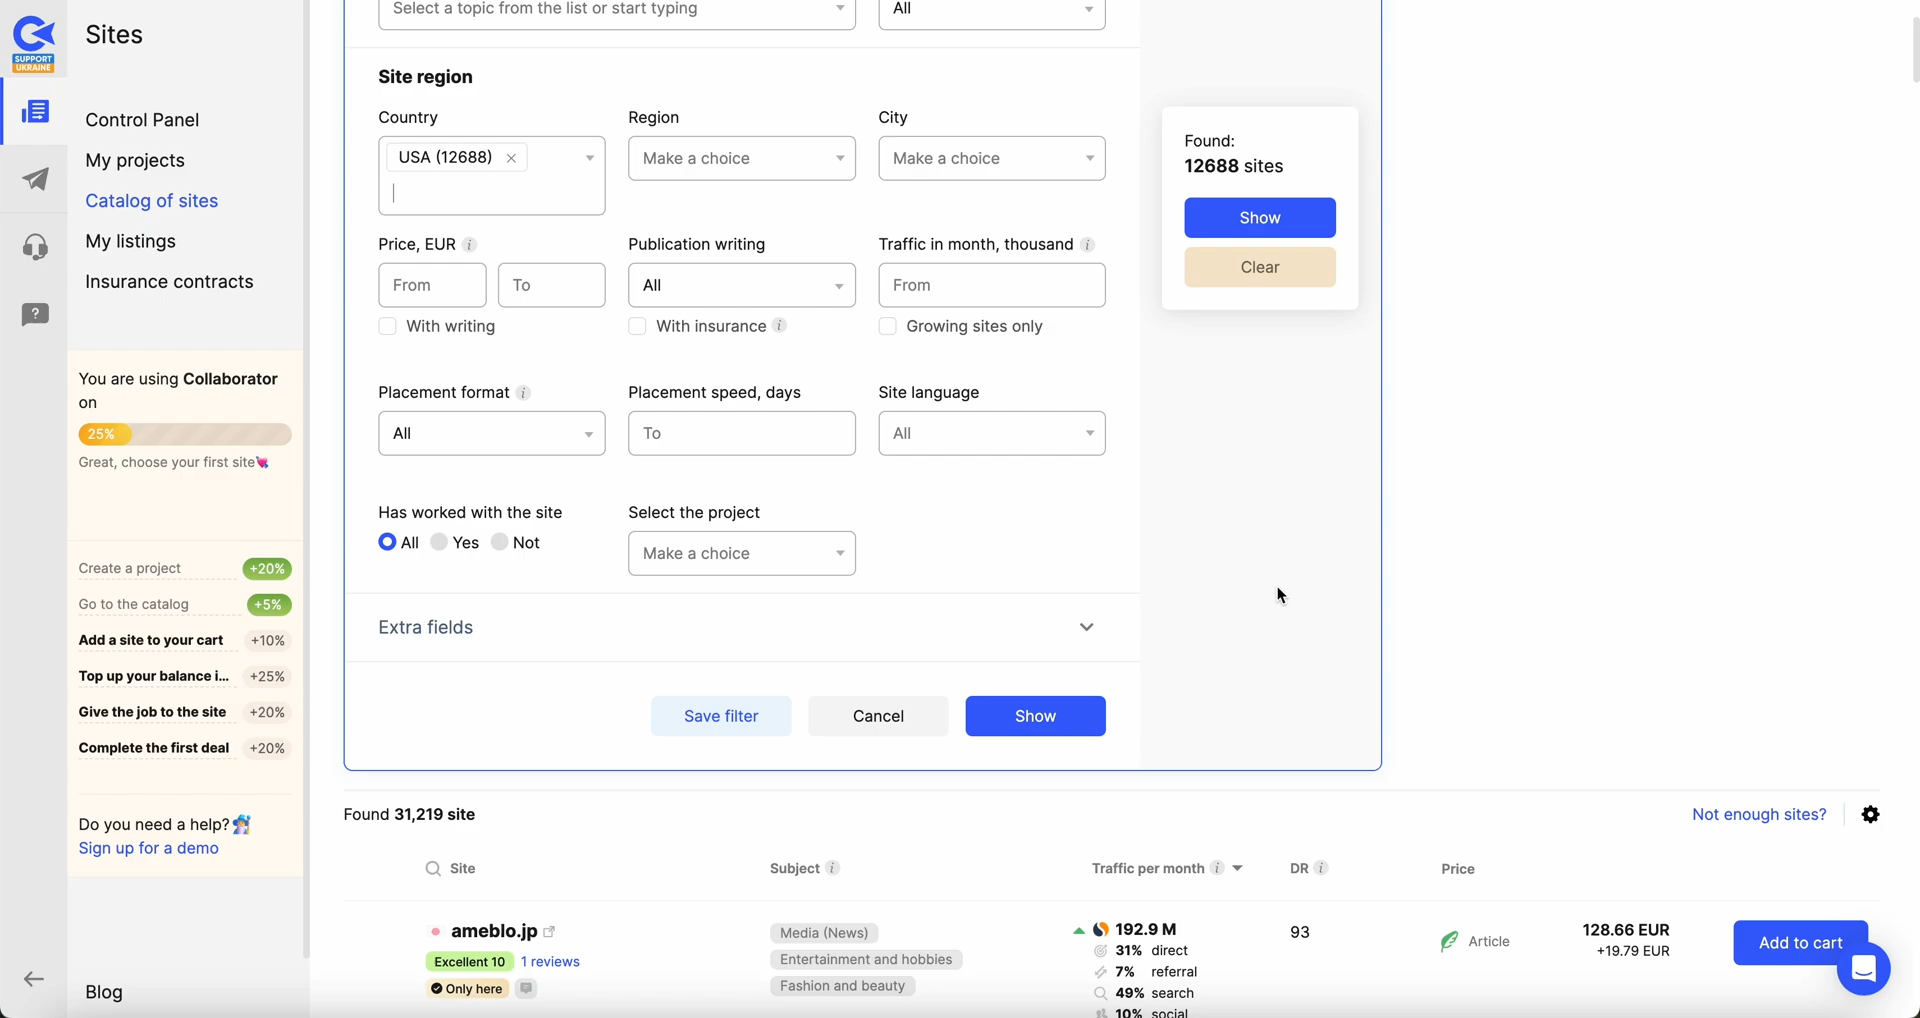 SUPPORT
UKRAINE
Sites
Control Panel
My projects
Catalog of sites
My listings
Insurance contracts
You are using Collaborator
on
25%
Great, choose your first site
Create a project +20%
Go to the catalog +5%
Add a site to your cart +10%
Top up your balance i... +25%
Give the job to the site +20%
Complete the first deal +20%
Do you need a help?
Sign up for a demo
Blog
Select a topic from the list or start typing
All
Site region
Country Region City
USA (12688) Make a choice Make a choice
Price, EUR Publication writing Traffic in month, thousand
From To All From
With writing With insurance Growing sites only
Placement format Placement speed, days Site language
All To All
Has worked with the site Select the project
All Yes Not Make a choice
Extra fields
Save filter Cancel Show
Found:
12688 sites
Show
Clear
Found 31,219 site Not enough sites?
Site Subject Traffic per month DR Price
ameblo.jp
Excellent 10 1 reviews
Only here
Media (News)
Entertainment and hobbies
Fashion and beauty
192.9 M
31% direct
7% referral
49% search
10% social
93
Article
128.66 EUR
+19.79 EUR
Add to cart